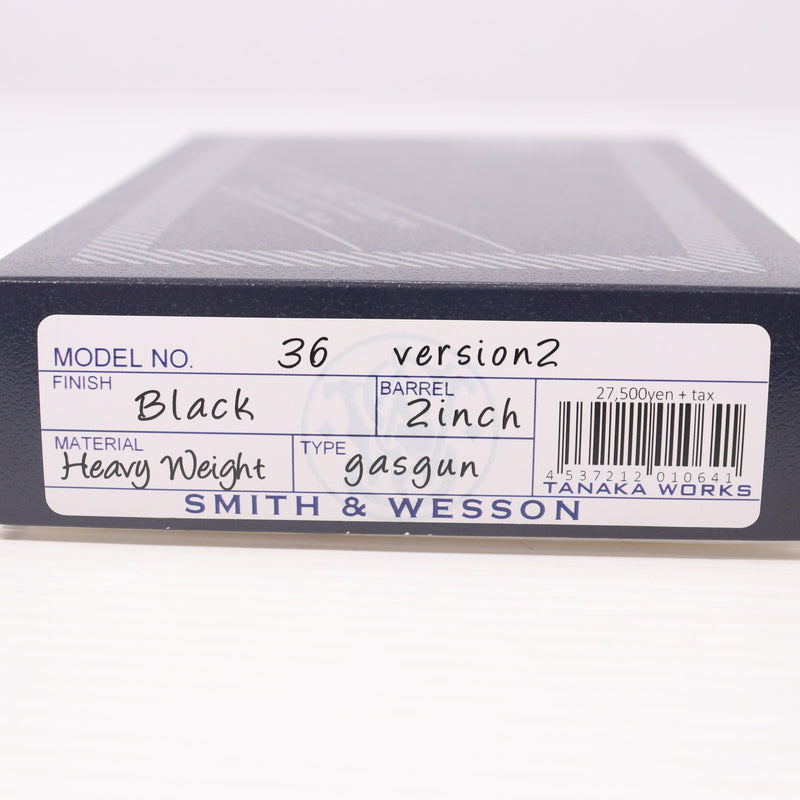 MODEL NO. 36 version2
FINISH Black
BARREL 2inch
27,500yen + tax
MATERIAL Heavy Weight
TYPE gasgun
4 537212 010641
TANAKA WORKS
SMITH & WESSON